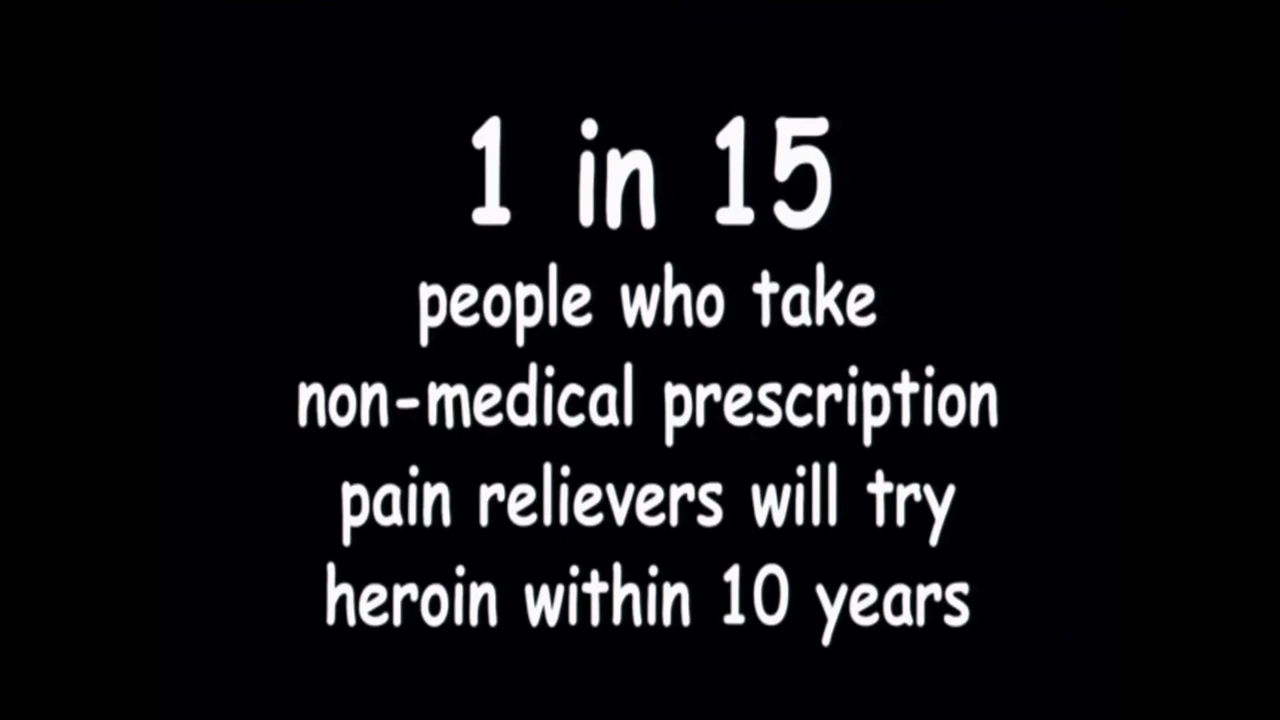 1 in 15
people who take
non-medical prescription
pain relievers will try
heroin within 10 years